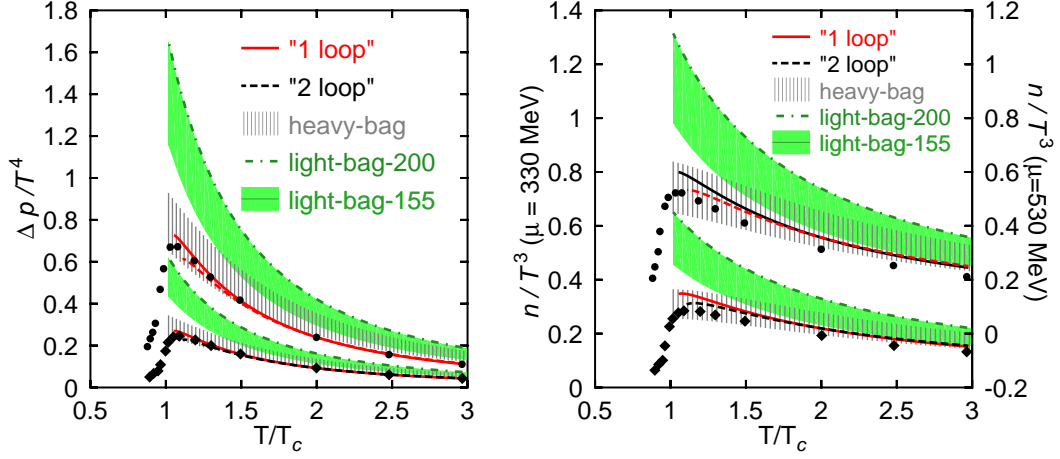 1.8
1.6
1.4
1.2
1
0.8
0.6
0.4
0.2
0
Δ p /T^4
0.5 1 1.5 2 2.5 3
T/T_c
"1 loop"
"2 loop"
heavy-bag
light-bag-200
light-bag-155
1.4
1.2
1
0.8
0.6
0.4
0.2
0
n / T^3 (μ = 330 MeV)
0.5 1 1.5 2 2.5 3
T/T_c
"1 loop"
"2 loop"
heavy-bag
light-bag-200
light-bag-155
1.2
1
0.8
0.6
0.4
0.2
0
-0.2
n / T^3 (μ=530 MeV)